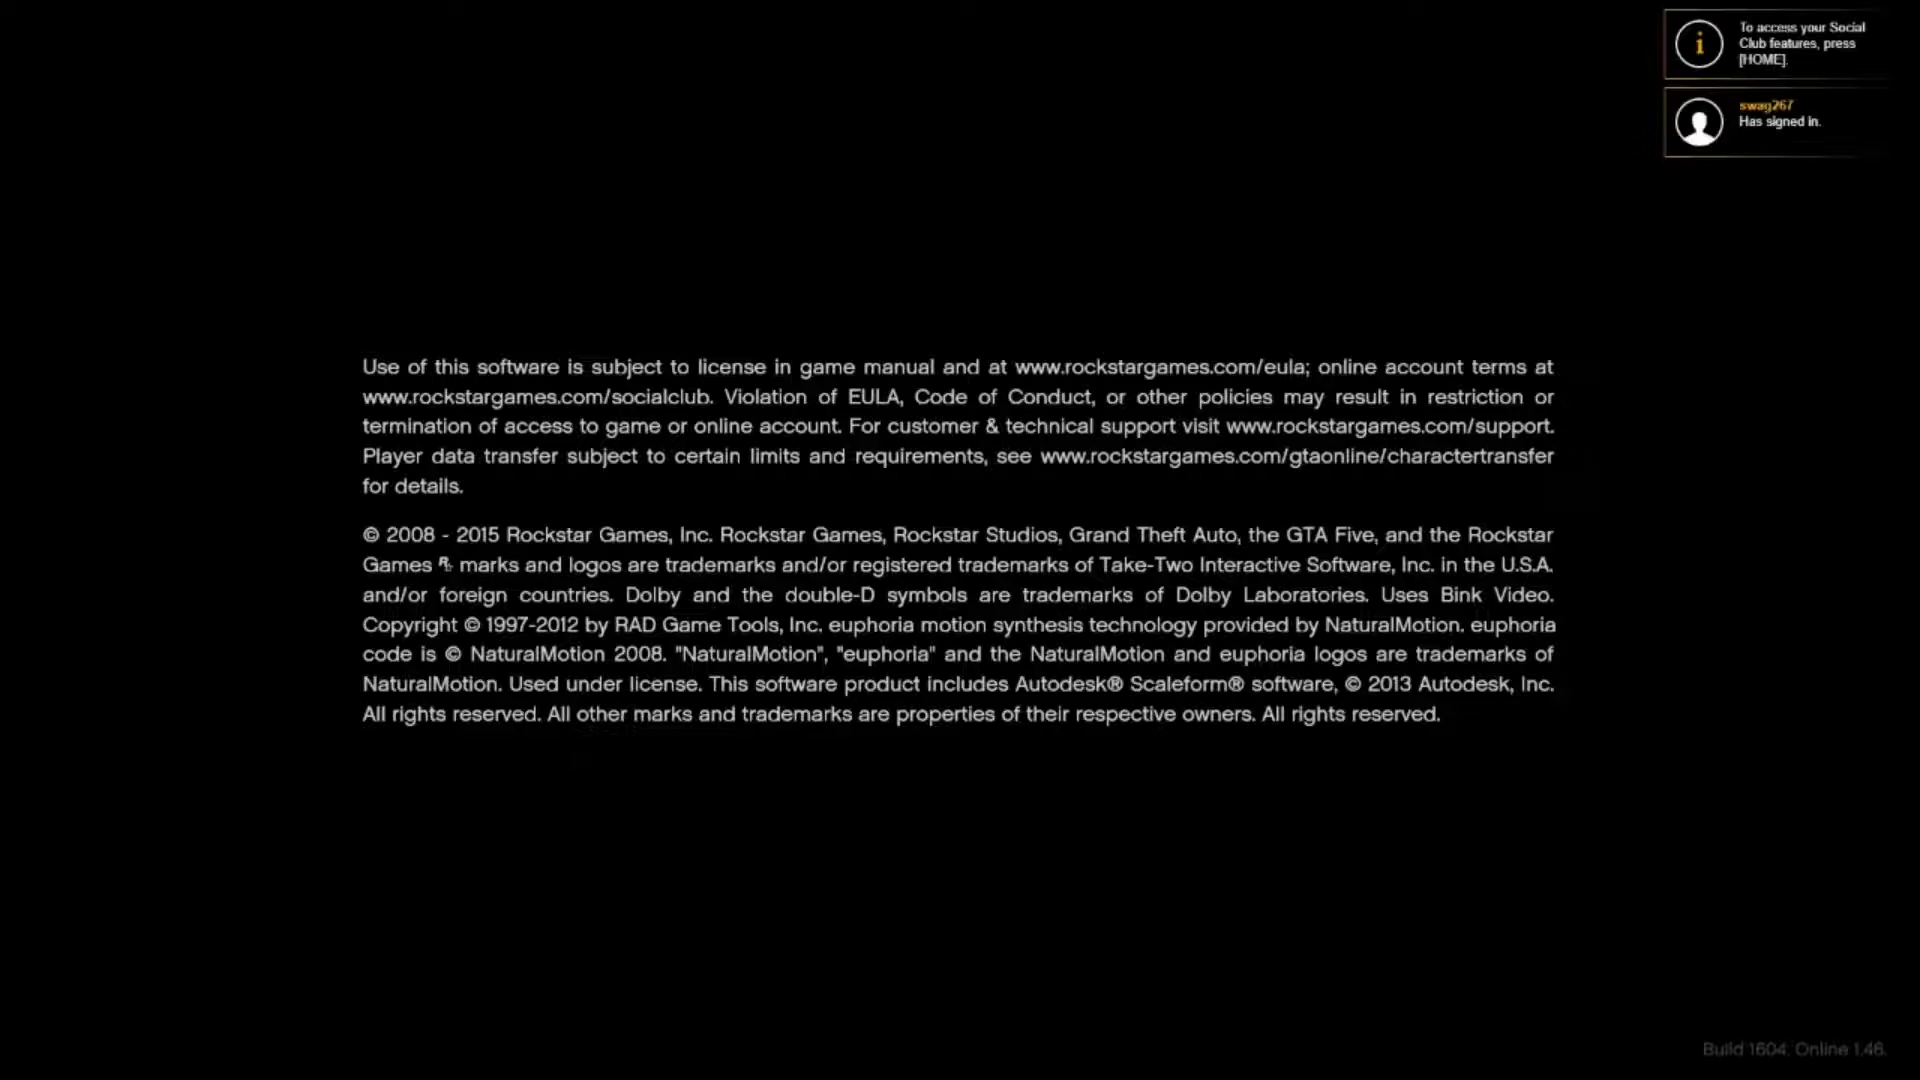 To access your Social
Club features, press
[HOME].
swag267
Has signed in.
Use of this software is subject to license in game manual and at www.rockstargames.com/eula; online account terms at
www.rockstargames.com/socialclub. Violation of EULA, Code of Conduct, or other policies may result in restriction or
termination of access to game or online account. For customer & technical support visit www.rockstargames.com/support.
Player data transfer subject to certain limits and requirements, see www.rockstargames.com/gtaonline/charactertransfer
for details.
© 2008 - 2015 Rockstar Games, Inc. Rockstar Games, Rockstar Studios, Grand Theft Auto, the GTA Five, and the Rockstar
Games R* marks and logos are trademarks and/or registered trademarks of Take-Two Interactive Software, Inc. in the U.S.A.
and/or foreign countries. Dolby and the double-D symbols are trademarks of Dolby Laboratories. Uses Bink Video.
Copyright © 1997-2012 by RAD Game Tools, Inc. euphoria motion synthesis technology provided by NaturalMotion. euphoria
code is © NaturalMotion 2008. "NaturalMotion", "euphoria" and the NaturalMotion and euphoria logos are trademarks of
NaturalMotion. Used under license. This software product includes Autodesk® Scaleform® software, © 2013 Autodesk, Inc.
All rights reserved. All other marks and trademarks are properties of their respective owners. All rights reserved.
Build 1604, Online 1.46.